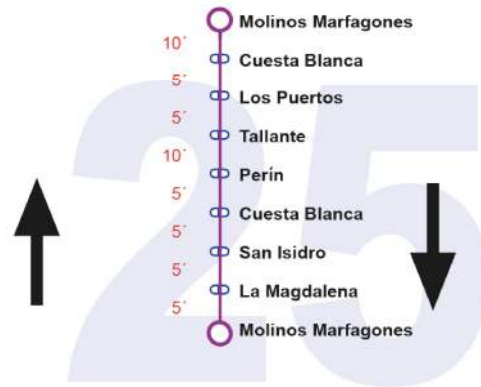 Molinos Marfagones
10´
Cuesta Blanca
5´
Los Puertos
5´
Tallante
10´
Perín
5´
Cuesta Blanca
5´
San Isidro
5´
La Magdalena
5´
Molinos Marfagones
25